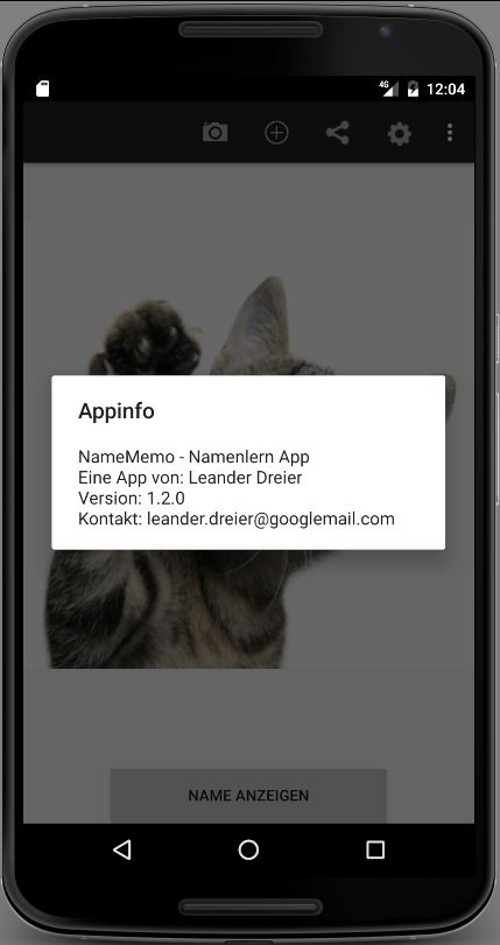 4G 12:04
Appinfo
NameMemo - Namenlern App
Eine App von: Leander Dreier
Version: 1.2.0
Kontakt: leander.dreier@googlemail.com
NAME ANZEIGEN